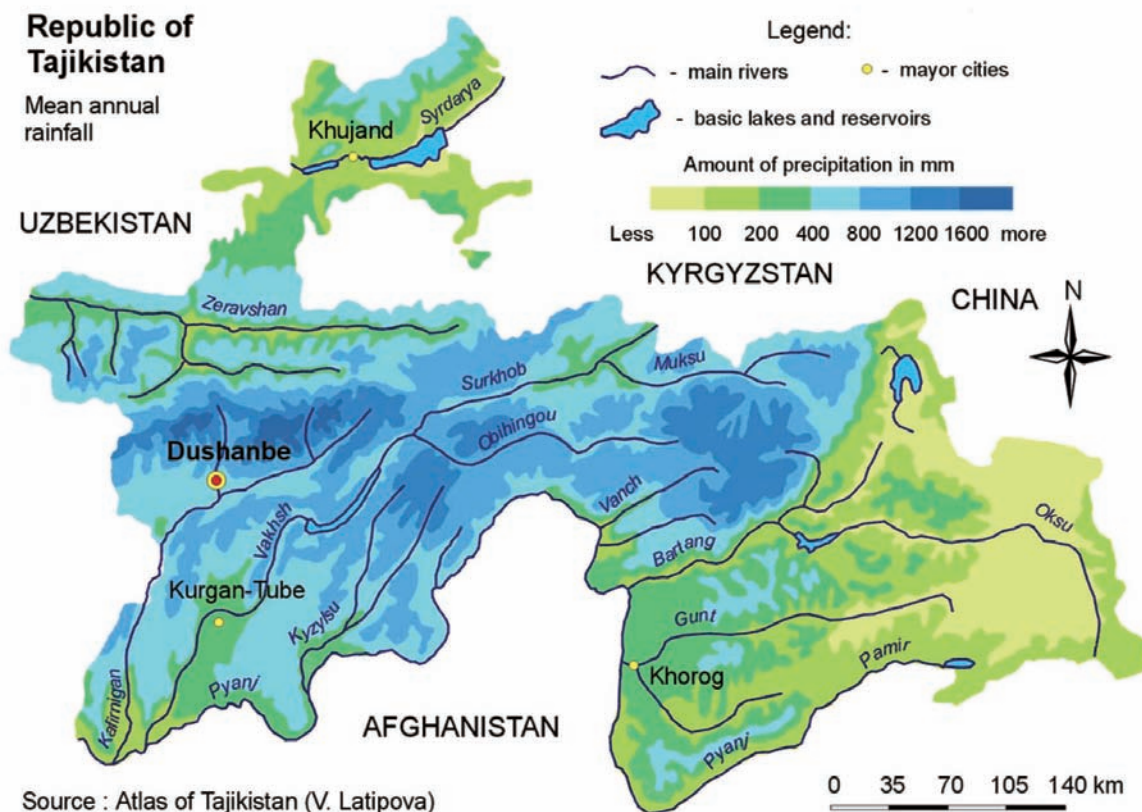 Republic of
Tajikistan
Mean annual
rainfall
Legend:
- main rivers
- mayor cities
- basic lakes and reservoirs
Amount of precipitation in mm
Less 100 200 400 800 1200 1600 more
Syrdarya
Khujand
UZBEKISTAN
KYRGYZSTAN
CHINA
N
Zeravshan
Surkhob
Muksu
Obihingou
Dushanbe
Vanch
Vakhsh
Bartang
Oksu
Kurgan-Tube
Kyzylsu
Gunt
Pamir
Khorog
Pyanj
Kafirnigan
AFGHANISTAN
Pyanj
0 35 70 105 140 km
Source : Atlas of Tajikistan (V. Latipova)